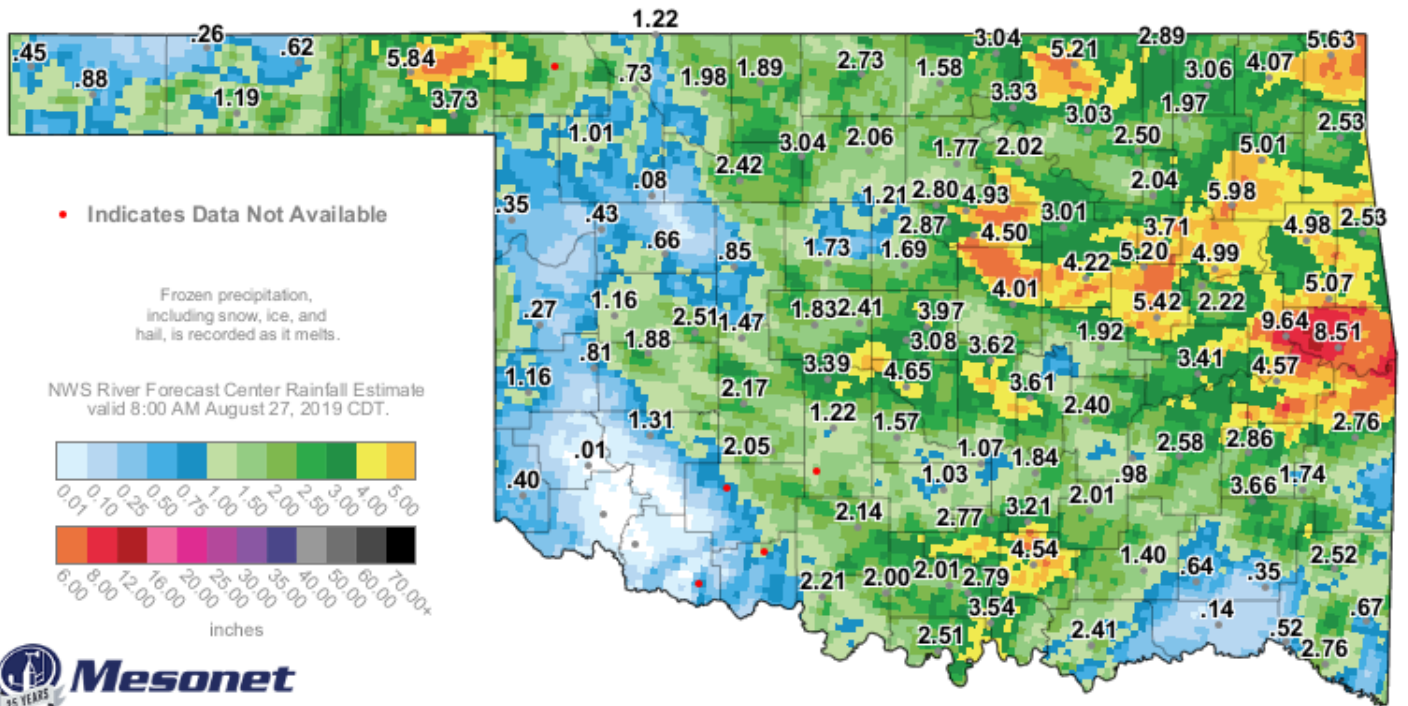 1.22
.45 .26 .62 5.84 3.04 5.21 2.89 5.63
.88 .73 1.98 1.89 2.73 1.58 3.06 4.07
1.19 3.73 3.33 3.03 1.97 2.53
1.01 3.04 2.06 1.77 2.02 2.50 5.01
2.42
.08 1.21 2.80 4.93 2.04 5.98
.35 .43 2.87 3.01 3.71 4.98 2.53
• Indicates Data Not Available
.66 .85 1.73 1.69 4.50 4.22 5.20 4.99
Frozen precipitation,
including snow, ice, and
hail, is recorded as it melts.
.27 1.16 1.83 2.41 3.97 4.01 5.42 2.22 5.07
2.51 1.47 9.64 8.51
.81 1.88 3.08 3.62 1.92 3.41 4.57
1.16 2.17 3.39 4.65 3.61
NWS River Forecast Center Rainfall Estimate
valid 8:00 AM August 27, 2019 CDT.
1.31 1.22 1.57 2.40 2.76
.01 2.05 1.07 1.84 2.58 2.86
.40 1.03 2.01 .98 3.66 1.74
0.01 0.10 0.25 0.50 0.75 1.00 1.50 2.00 2.50 3.00 4.00 5.00
2.14 2.77 3.21
4.54 1.40 2.52
6.00 8.00 12.00 16.00 20.00 25.00 30.00 35.00 40.00 50.00 60.00 70.00+
2.21 2.00 2.01 2.79 .64 .35
inches
3.54 .14 .67
2.51 2.41 .52 2.76
Mesonet
25 YEARS